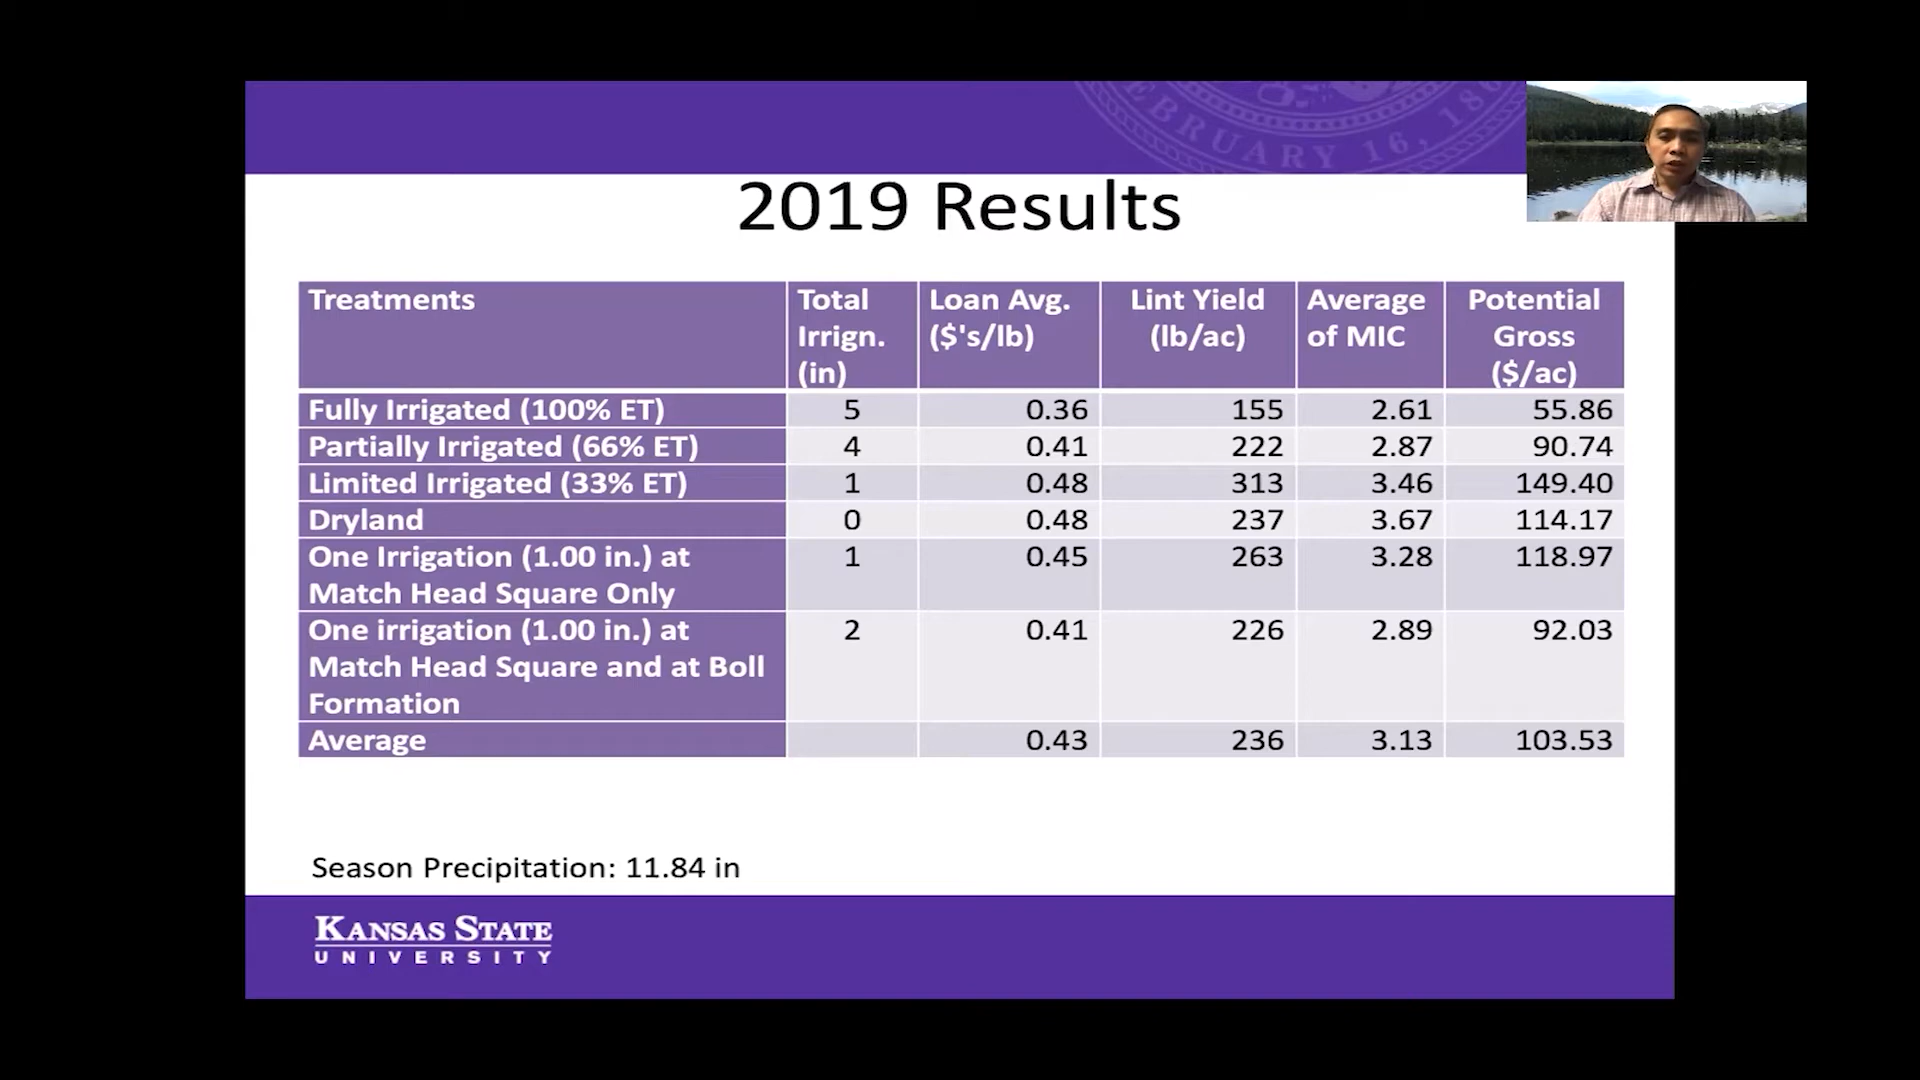 EBRUARY 16, 186
2019 Results
Treatments Total Irrign. (in) Loan Avg. ($'s/lb) Lint Yield (lb/ac) Average of MIC Potential Gross ($/ac)
Fully Irrigated (100% ET) 5 0.36 155 2.61 55.86
Partially Irrigated (66% ET) 4 0.41 222 2.87 90.74
Limited Irrigated (33% ET) 1 0.48 313 3.46 149.40
Dryland 0 0.48 237 3.67 114.17
One Irrigation (1.00 in.) at Match Head Square Only 1 0.45 263 3.28 118.97
One irrigation (1.00 in.) at Match Head Square and at Boll Formation 2 0.41 226 2.89 92.03
Average 0.43 236 3.13 103.53
Season Precipitation: 11.84 in
KANSAS STATE
UNIVERSITY